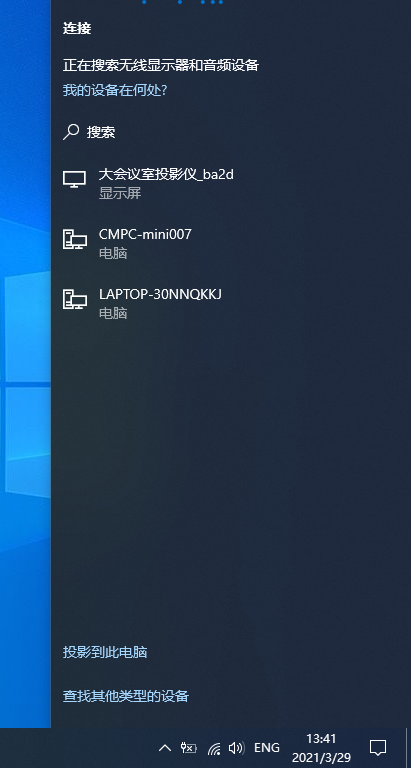 连接
正在搜索无线显示器和音频设备
我的设备在何处?
搜索
大会议室投影仪_ba2d
显示屏
CMPC-mini007
电脑
LAPTOP-30NNQKKJ
电脑
投影到此电脑
查找其他类型的设备
ENG
13:41
2021/3/29